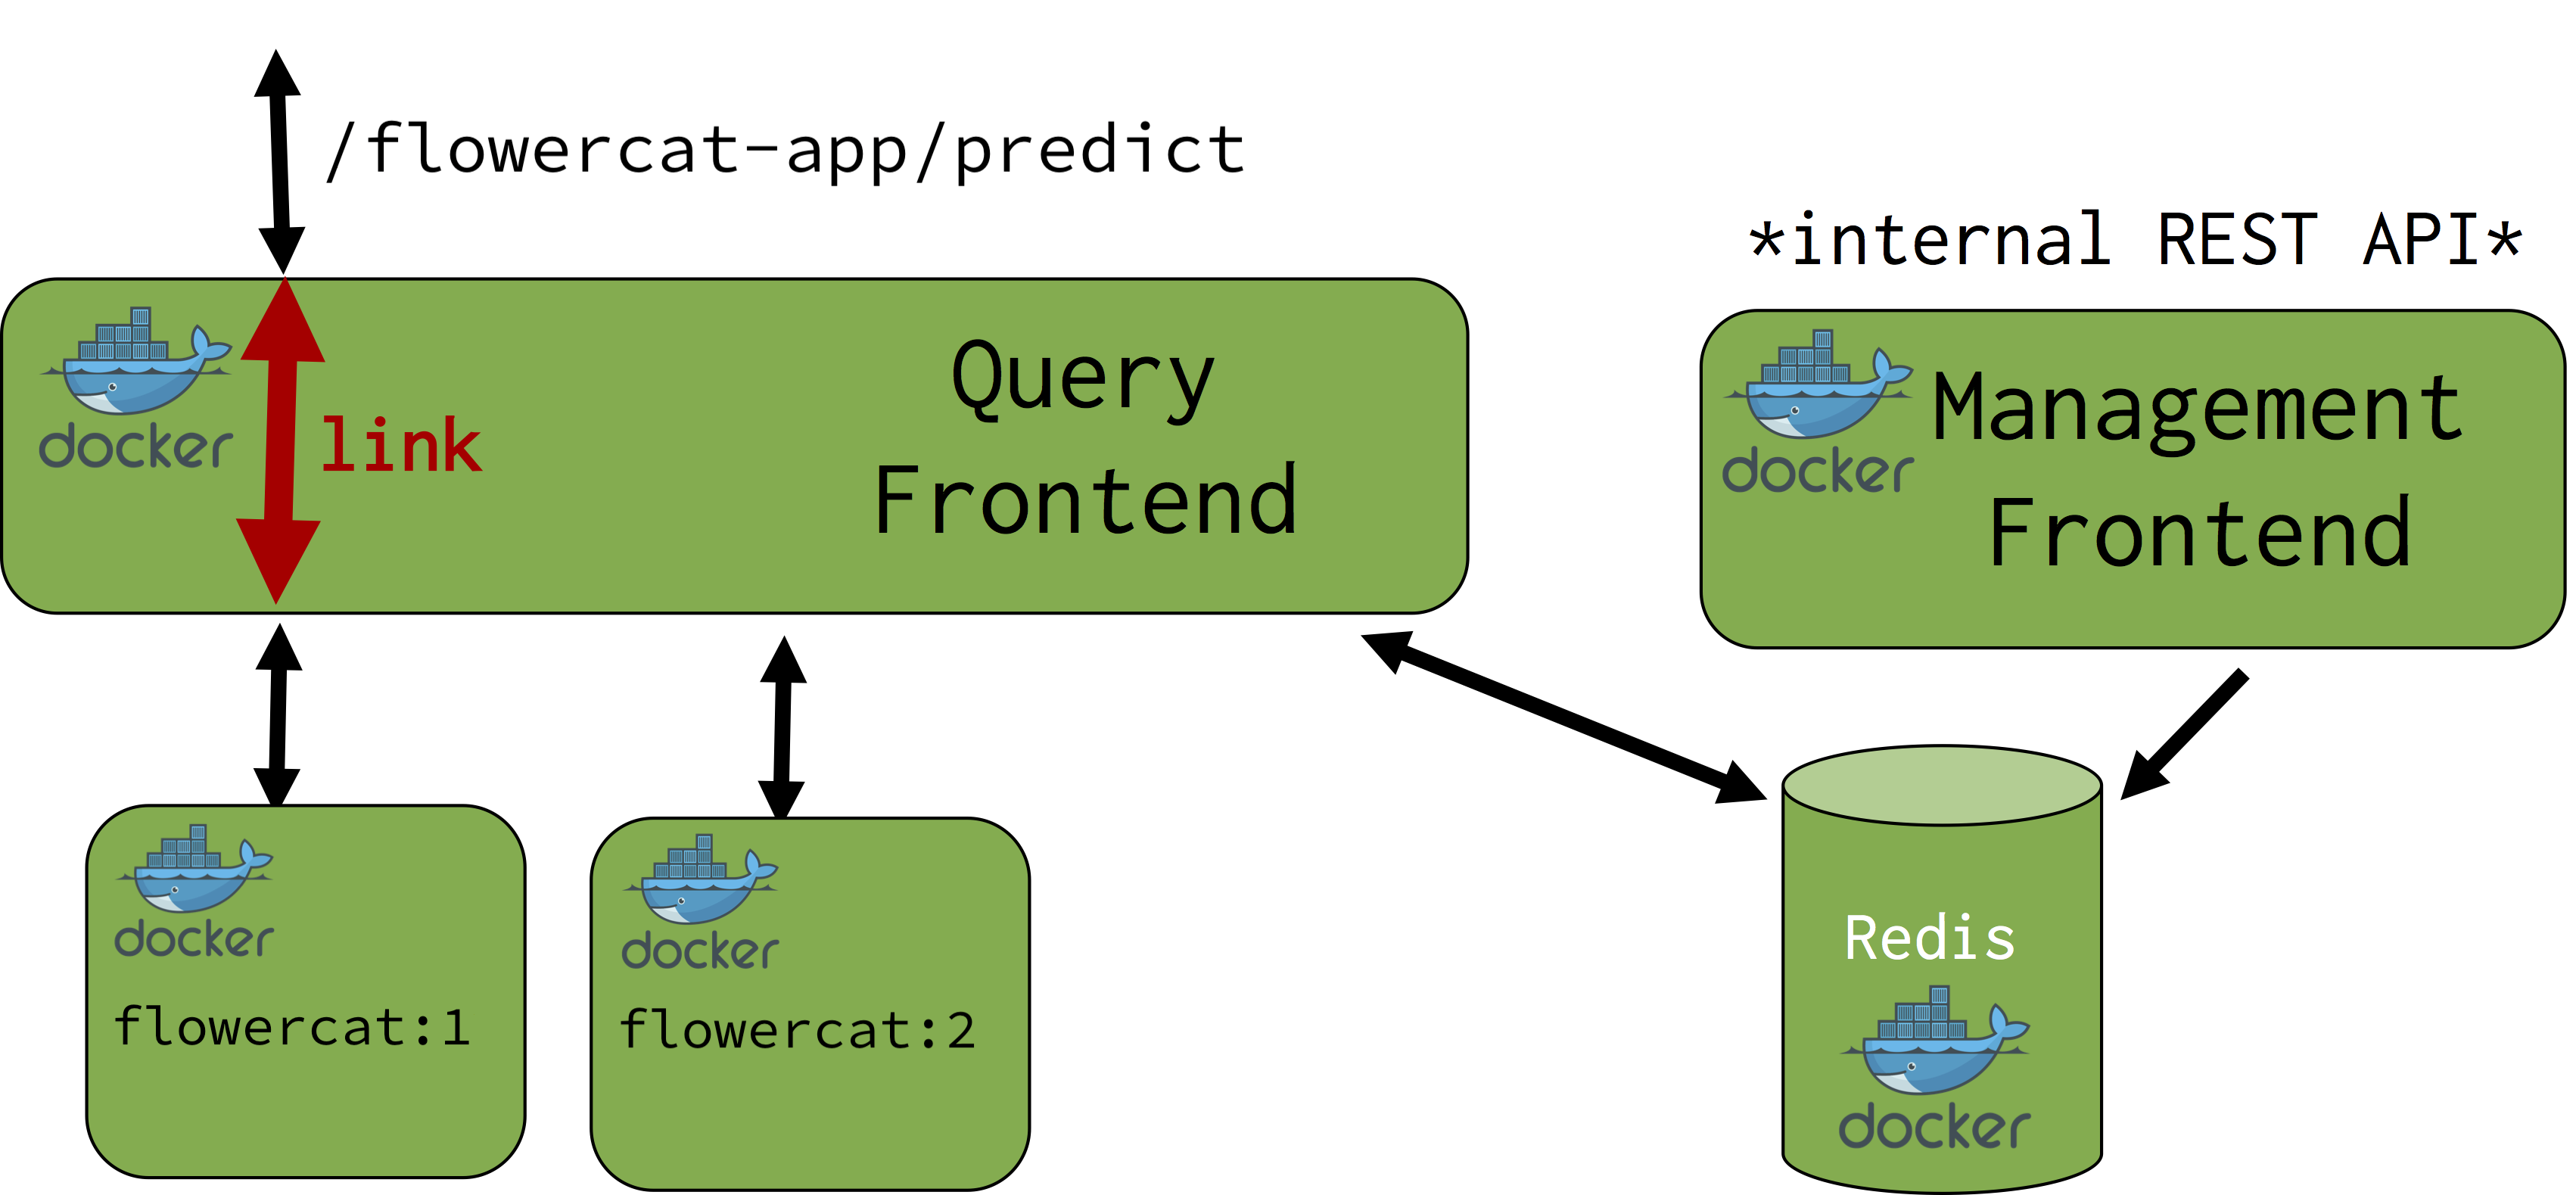 /flowercat-app/predict
*internal REST API*
docker
link
Query
Frontend
docker
Management
Frontend
docker
flowercat:1
docker
flowercat:2
Redis
docker